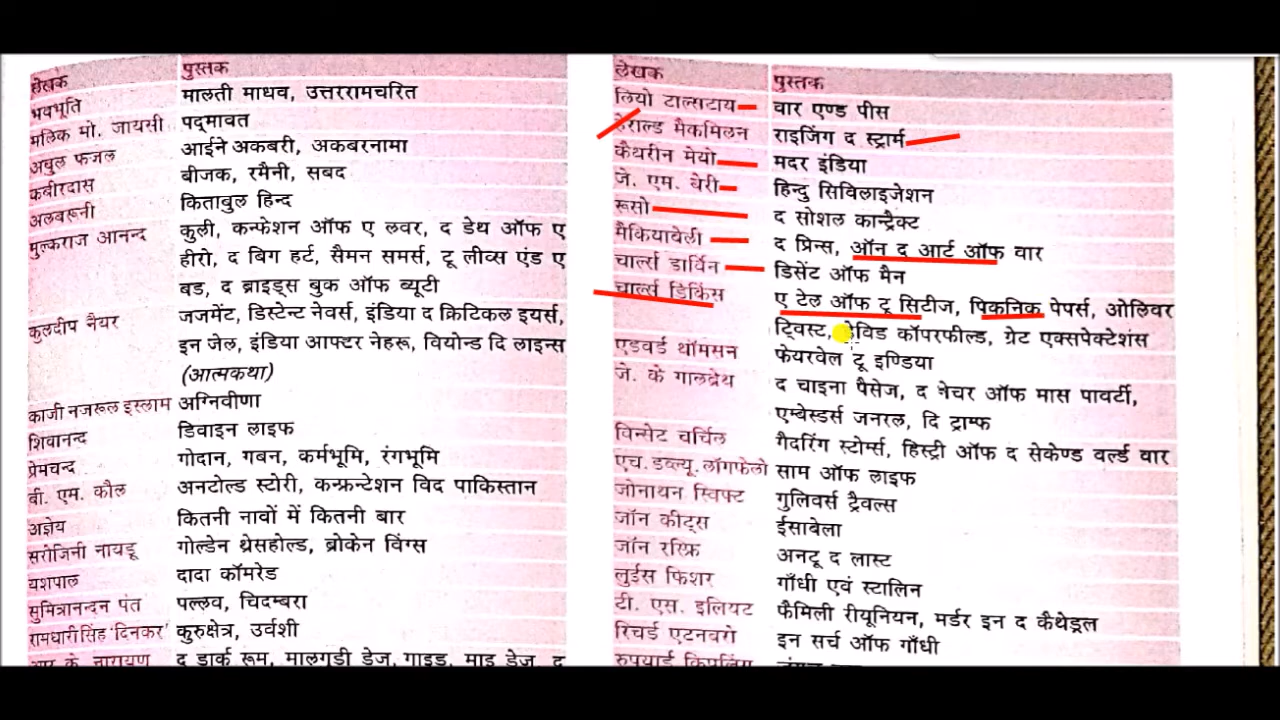 लेखक पुस्तक
भवभूति मालती माधव, उत्तररामचरित
मलिक मो. जायसी पद्मावत
अबुल फजल आईने अकबरी, अकबरनामा
कबीरदास बीजक, रमैनी, सबद
अलबरूनी किताबुल हिन्द
मुल्कराज आनन्द कुली, कन्फेशन ऑफ ए लवर, द डेथ ऑफ ए
हीरो, द बिग हर्ट, सैमन समर्स, टू लीव्स एंड ए
बड, द ब्राइड्स बुक ऑफ ब्यूटी
कुलदीप नैयर जजमेंट, डिस्टेन्ट नेवर्स, इंडिया द क्रिटिकल इयर्स,
इन जेल, इंडिया आफ्टर नेहरू, वियोन्ड दि लाइन्स
(आत्मकथा)
काजी नजरूल इस्लाम अग्निवीणा
शिवानन्द डिवाइन लाइफ
प्रेमचन्द गोदान, गबन, कर्मभूमि, रंगभूमि
बी. एम. कौल अनटोल्ड स्टोरी, कन्फ्रन्टेशन विद पाकिस्तान
अज्ञेय कितनी नावों में कितनी बार
सरोजिनी नायडू गोल्डेन थ्रेसहोल्ड, ब्रोकेन विंग्स
यशपाल दादा कॉमरेड
सुमित्रानन्दन पंत पल्लव, चिदम्बरा
रामधारीसिंह 'दिनकर' कुरुक्षेत्र, उर्वशी
आर के. नारायण द डार्क रूम, मालगुडी डेज, गाइड, माइ डेज, द
लेखक पुस्तक
लियो टाल्सटाय वार एण्ड पीस
हेराल्ड मैकमिलन राइजिंग द स्टार्म
कैथरीन मेयो मदर इंडिया
जे. एम. बेरी हिन्दु सिविलाइजेशन
रूसो द सोशल कान्ट्रैक्ट
मैकियावेली द प्रिन्स, ऑन द आर्ट ऑफ वार
चार्ल्स डार्विन डिसेंट ऑफ मैन
चार्ल्स डिकिंस ए टेल ऑफ टू सिटीज, पिकनिक पेपर्स, ओलिवर
ट्विस्ट, डेविड कॉपरफील्ड, ग्रेट एक्सपेक्टेशंस
एडवर्ड थॉमसन फेयरवेल टू इण्डिया
जे. के गालब्रेथ द चाइना पैसेज, द नेचर ऑफ मास पावर्टी,
एम्बेस्डर्स जनरल, दि ट्राम्फ
विन्सेट चर्चिल गैदरिंग स्टोर्म्स, हिस्ट्री ऑफ द सेकेण्ड वर्ल्ड वार
एच. डब्ल्यू. लॉगफेलो साम ऑफ लाइफ
जोनाथन स्विफ्ट गुलिवर्स ट्रैवल्स
जॉन कीट्स ईसाबेला
जॉन रस्क्रि अनटू द लास्ट
लुईस फिशर गाँधी एवं स्टालिन
टी. एस. इलियट फैमिली रीयूनियन, मर्डर इन द कैथेड्रल
रिचर्ड एटनबरो इन सर्च ऑफ गाँधी
रुपयार्ड किपलिंग